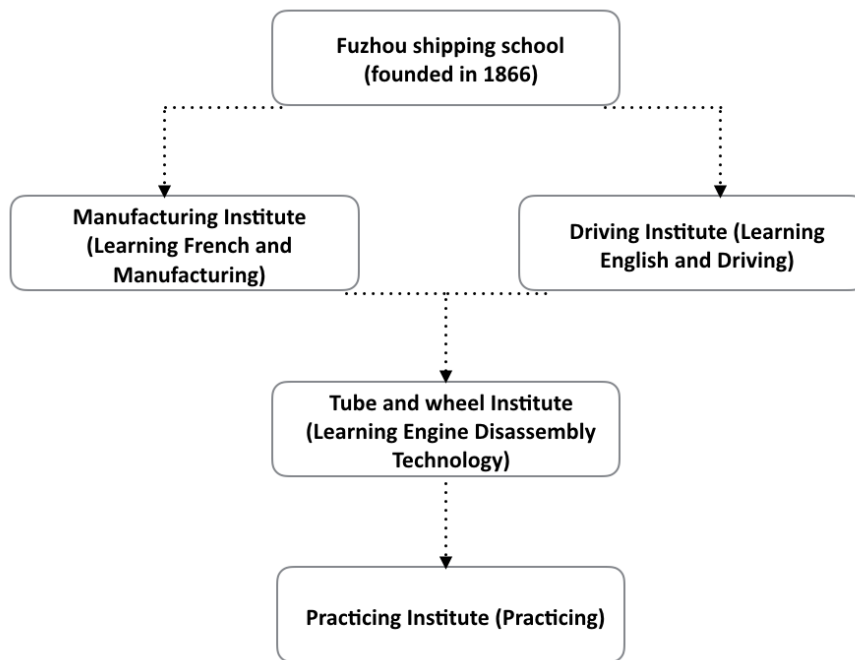 Fuzhou shipping school
(founded in 1866)
Manufacturing Institute
(Learning French and
Manufacturing)
Driving Institute (Learning
English and Driving)
Tube and wheel Institute
(Learning Engine Disassembly
Technology)
Practicing Institute (Practicing)